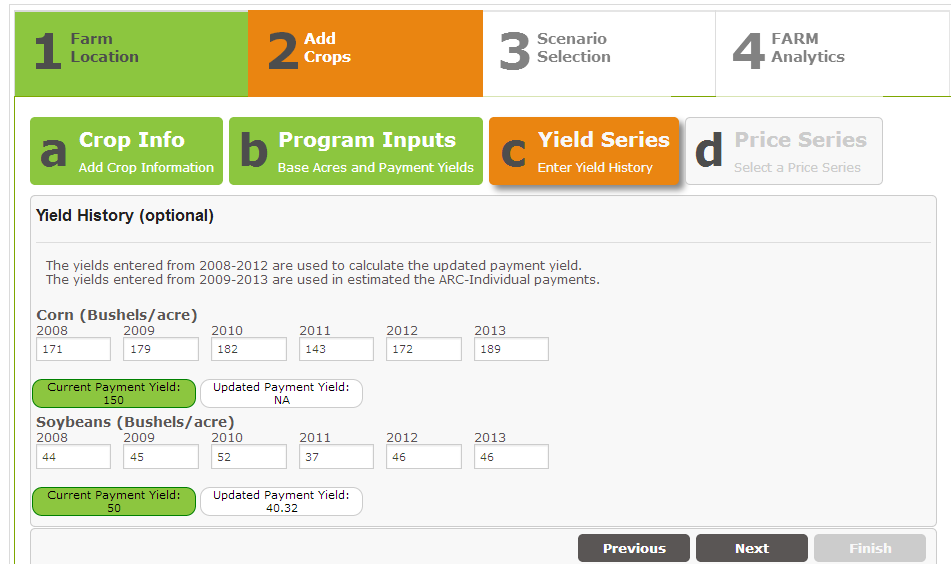 1 Farm Location
2 Add Crops
3 Scenario Selection
4 FARM Analytics
a Crop Info
Add Crop Information
b Program Inputs
Base Acres and Payment Yields
c Yield Series
Enter Yield History
d Price Series
Select a Price Series
Yield History (optional)
The yields entered from 2008-2012 are used to calculate the updated payment yield.
The yields entered from 2009-2013 are used in estimated the ARC-Individual payments.
Corn (Bushels/acre)
2008 2009 2010 2011 2012 2013
171 179 182 143 172 189
Current Payment Yield: Updated Payment Yield:
150 NA
Soybeans (Bushels/acre)
2008 2009 2010 2011 2012 2013
44 45 52 37 46 46
Current Payment Yield: Updated Payment Yield:
50 40.32
Previous Next Finish